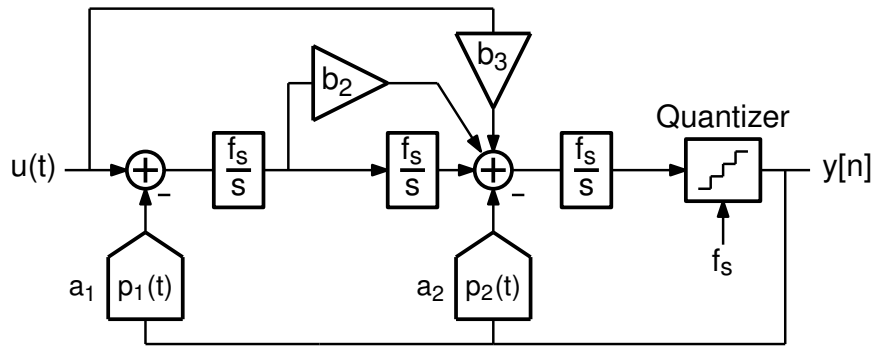 b₃
b₂
Quantizer
u(t)
+
fₛ
s
fₛ
s
+
fₛ
s
y[n]
-
-
fₛ
a₁
p₁(t)
a₂
p₂(t)